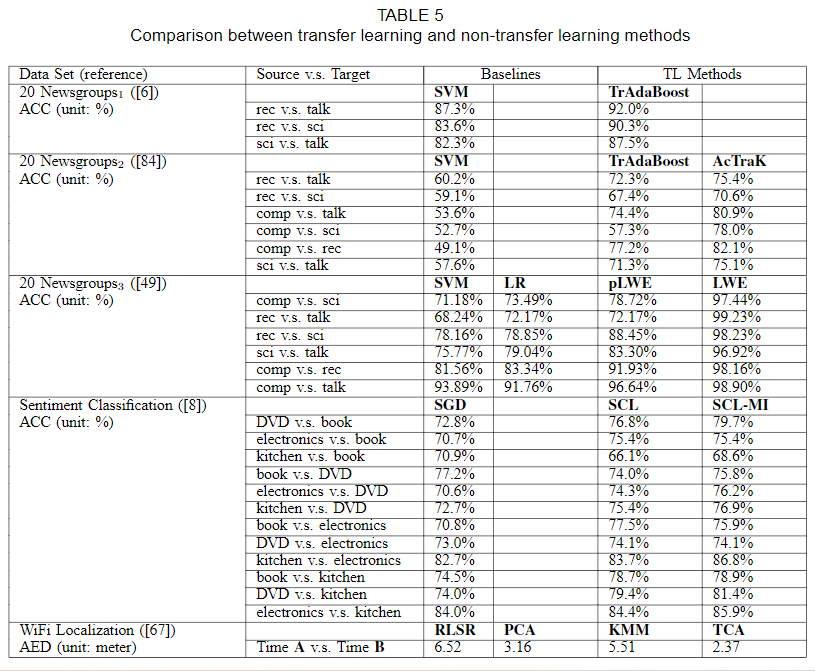 TABLE 5
Comparison between transfer learning and non-transfer learning methods
Data Set (reference) Source v.s. Target Baselines TL Methods
20 Newsgroups₁ ([6]) SVM TrAdaBoost
ACC (unit: %) rec v.s. talk 87.3% 92.0%
rec v.s. sci 83.6% 90.3%
sci v.s. talk 82.3% 87.5%
20 Newsgroups₂ ([84]) SVM TrAdaBoost AcTraK
ACC (unit: %) rec v.s. talk 60.2% 72.3% 75.4%
rec v.s. sci 59.1% 67.4% 70.6%
comp v.s. talk 53.6% 74.4% 80.9%
comp v.s. sci 52.7% 57.3% 78.0%
comp v.s. rec 49.1% 77.2% 82.1%
sci v.s. talk 57.6% 71.3% 75.1%
20 Newsgroups₃ ([49]) SVM LR pLWE LWE
ACC (unit: %) comp v.s. sci 71.18% 73.49% 78.72% 97.44%
rec v.s. talk 68.24% 72.17% 72.17% 99.23%
rec v.s. sci 78.16% 78.85% 88.45% 98.23%
sci v.s. talk 75.77% 79.04% 83.30% 96.92%
comp v.s. rec 81.56% 83.34% 91.93% 98.16%
comp v.s. talk 93.89% 91.76% 96.64% 98.90%
Sentiment Classification ([8]) SGD SCL SCL-MI
ACC (unit: %) DVD v.s. book 72.8% 76.8% 79.7%
electronics v.s. book 70.7% 75.4% 75.4%
kitchen v.s. book 70.9% 66.1% 68.6%
book v.s. DVD 77.2% 74.0% 75.8%
electronics v.s. DVD 70.6% 74.3% 76.2%
kitchen v.s. DVD 72.7% 75.4% 76.9%
book v.s. electronics 70.8% 77.5% 75.9%
DVD v.s. electronics 73.0% 74.1% 74.1%
kitchen v.s. electronics 82.7% 83.7% 86.8%
book v.s. kitchen 74.5% 78.7% 78.9%
DVD v.s. kitchen 74.0% 79.4% 81.4%
electronics v.s. kitchen 84.0% 84.4% 85.9%
WiFi Localization ([67]) RLSR PCA KMM TCA
AED (unit: meter) Time A v.s. Time B 6.52 3.16 5.51 2.37